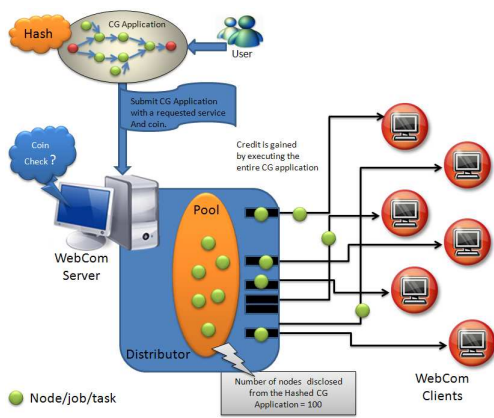 CG Application
Hash
User
Submit CG Application
with a requested service
And coin.
Coin
Check ?
Credit is gained
by executing the
entire CG application
Pool
WebCom
Server
Distributor
Number of nodes disclosed
from the Hashed CG
Application = 100
WebCom
Clients
Node/job/task